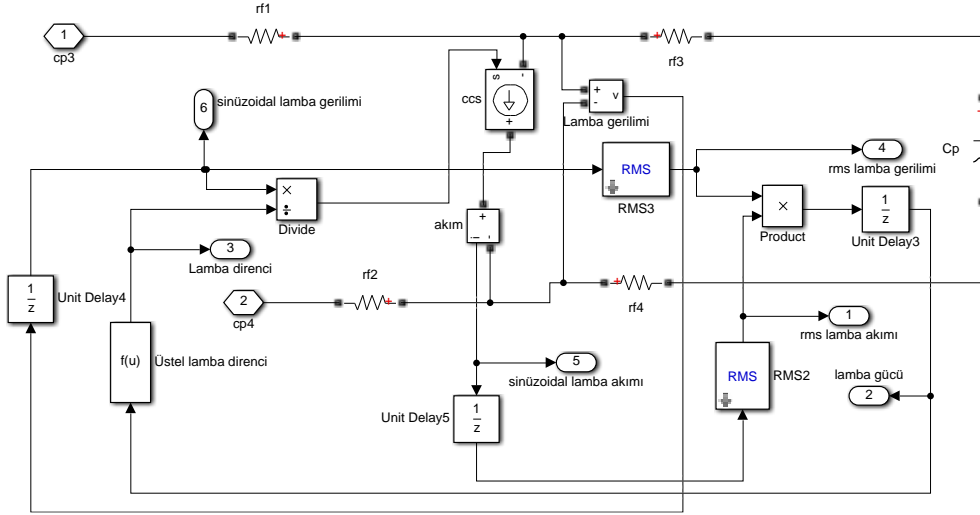 rf1
1
cp3
rf3
s
-
ccs
+
+
-
v
Lamba gerilimi
6
sinüzoidal lamba gerilimi
RMS
RMS3
4
rms lamba gerilimi
Cp
×
÷
Divide
×
Product
1
z
Unit Delay3
akım
+
-
3
Lamba direnci
1
z
Unit Delay4
rf2
2
cp4
rf4
f(u)
Üstel lamba direnci
1
rms lamba akımı
5
sinüzoidal lamba akımı
RMS
RMS2
lamba gücü
2
Unit Delay5
1
z